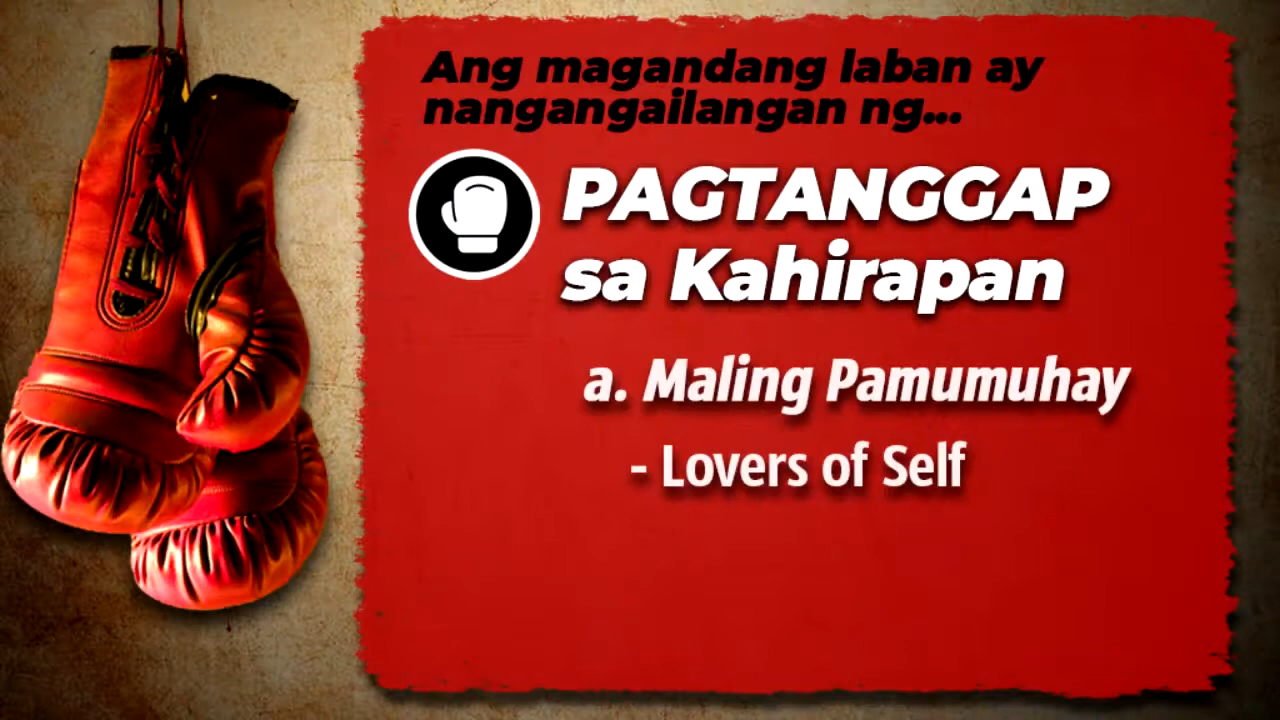 Ang magandang laban ay
nangangailangan ng...
PAGTANGGAP
sa Kahirapan
a. Maling Pamumuhay
- Lovers of Self